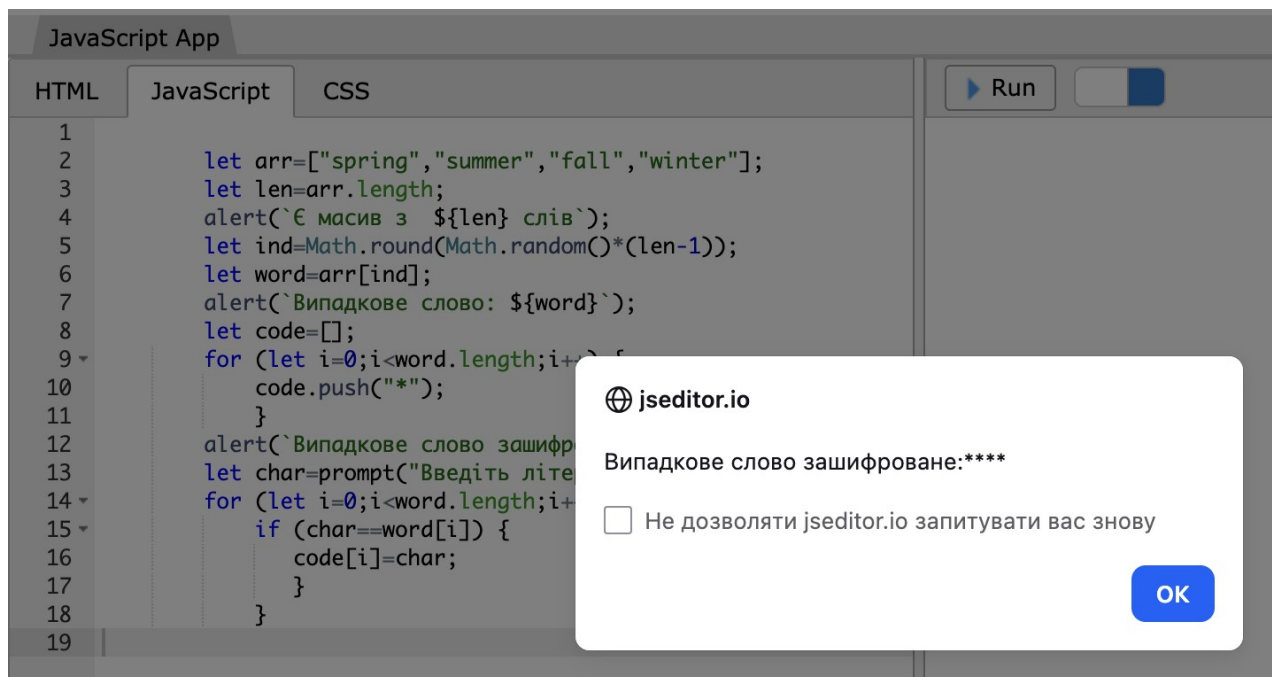 JavaScript App
HTML JavaScript CSS
Run
1
2 let arr=["spring","summer","fall","winter"];
3 let len=arr.length;
4 alert(`Є масив з  ${len} слів`);
5 let ind=Math.round(Math.random()*(len-1));
6 let word=arr[ind];
7 alert(`Випадкове слово: ${word}`);
8 let code=[];
9 for (let i=0;i<word.length;i++) {
10 code.push("*");
11 }
12 alert(`Випадкове слово зашифр
13 let char=prompt("Введіть літе
14 for (let i=0;i<word.length;i+
15 if (char==word[i]) {
16 code[i]=char;
17 }
18 }
19
jseditor.io
Випадкове слово зашифроване:****
Не дозволяти jseditor.io запитувати вас знову
OK